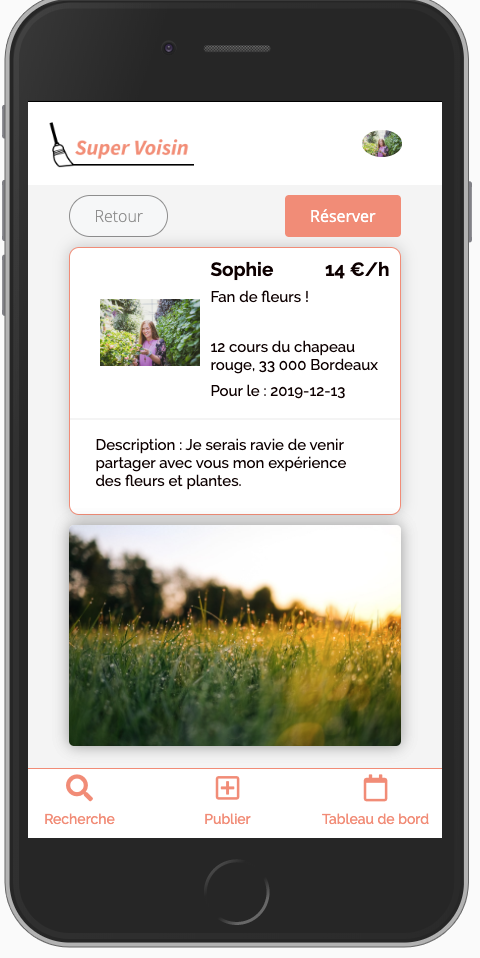 Super Voisin
Retour
Réserver
Sophie 14 €/h
Fan de fleurs !
12 cours du chapeau
rouge, 33 000 Bordeaux
Pour le : 2019-12-13
Description : Je serais ravie de venir
partager avec vous mon expérience
des fleurs et plantes.
Recherche
Publier
Tableau de bord